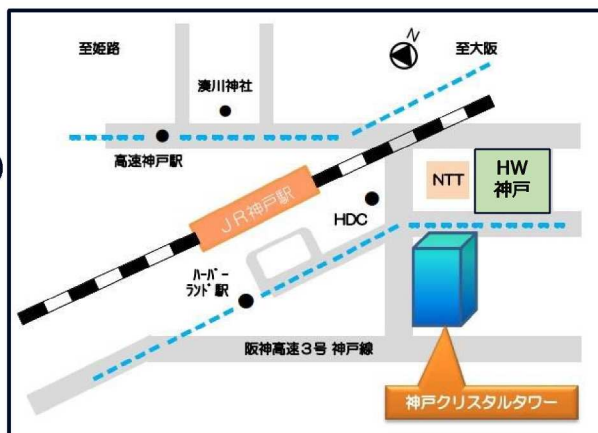 至姫路
N
至大阪
湊川神社
高速神戸駅
NTT
HW
神戸
JR神戸駅
HDC
ハーバー
ランド駅
阪神高速3号 神戸線
神戸クリスタルタワー